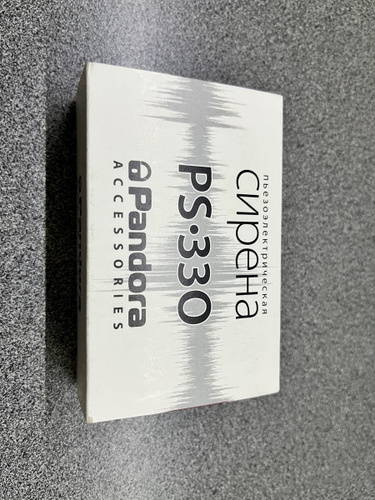 пьезоэлектрическая
сирена
PS·330
Pandora
ACCESSORIES